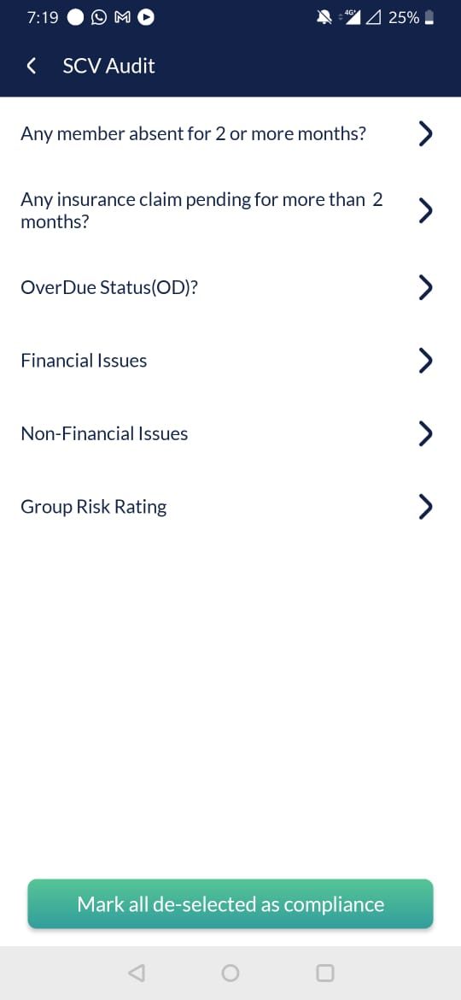 7:19
4G+
25%
SCV Audit
Any member absent for 2 or more months?
Any insurance claim pending for more than 2
months?
OverDue Status(OD)?
Financial Issues
Non-Financial Issues
Group Risk Rating
Mark all de-selected as compliance